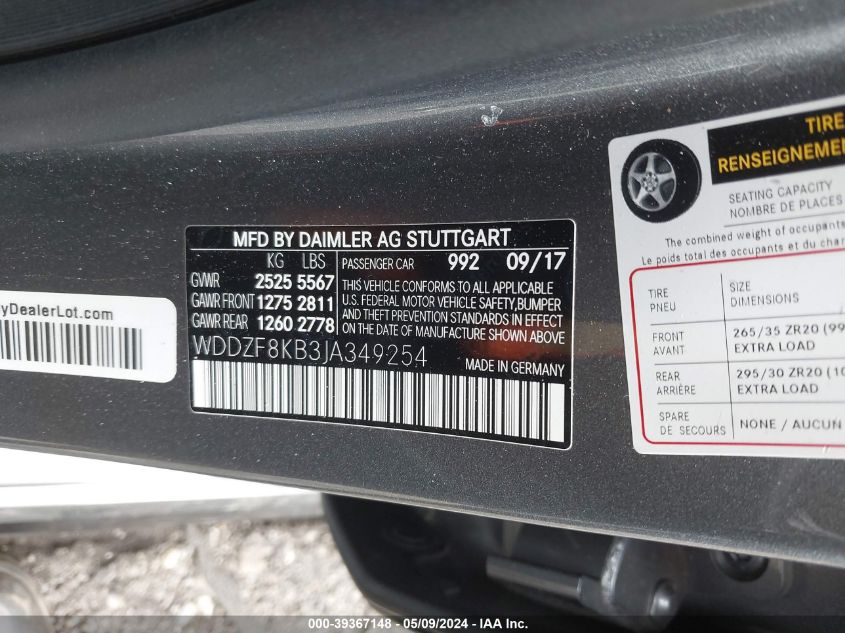 MFD BY DAIMLER AG STUTTGART
KG LBS
GVWR 2525 5567
GAWR FRONT 1275 2811
GAWR REAR 1260 2778
PASSENGER CAR 992 09/17
THIS VEHICLE CONFORMS TO ALL APPLICABLE
U.S. FEDERAL MOTOR VEHICLE SAFETY, BUMPER
AND THEFT PREVENTION STANDARDS IN EFFECT
ON THE DATE OF MANUFACTURE SHOWN ABOVE
WDDZF8KB3JA349254
MADE IN GERMANY
yDealerLot.com
TIRE
RENSEIGNEME
SEATING CAPACITY
NOMBRE DE PLACES
The combined weight of occupants
Le poids total des occupants et du char
TIRE
PNEU
SIZE
DIMENSIONS
FRONT
AVANT
265/35 ZR20 (99
EXTRA LOAD
REAR
ARRIÈRE
295/30 ZR20 (10
EXTRA LOAD
SPARE
DE SECOURS
NONE / AUCUN
000-39367148 - 05/09/2024 - IAA Inc.